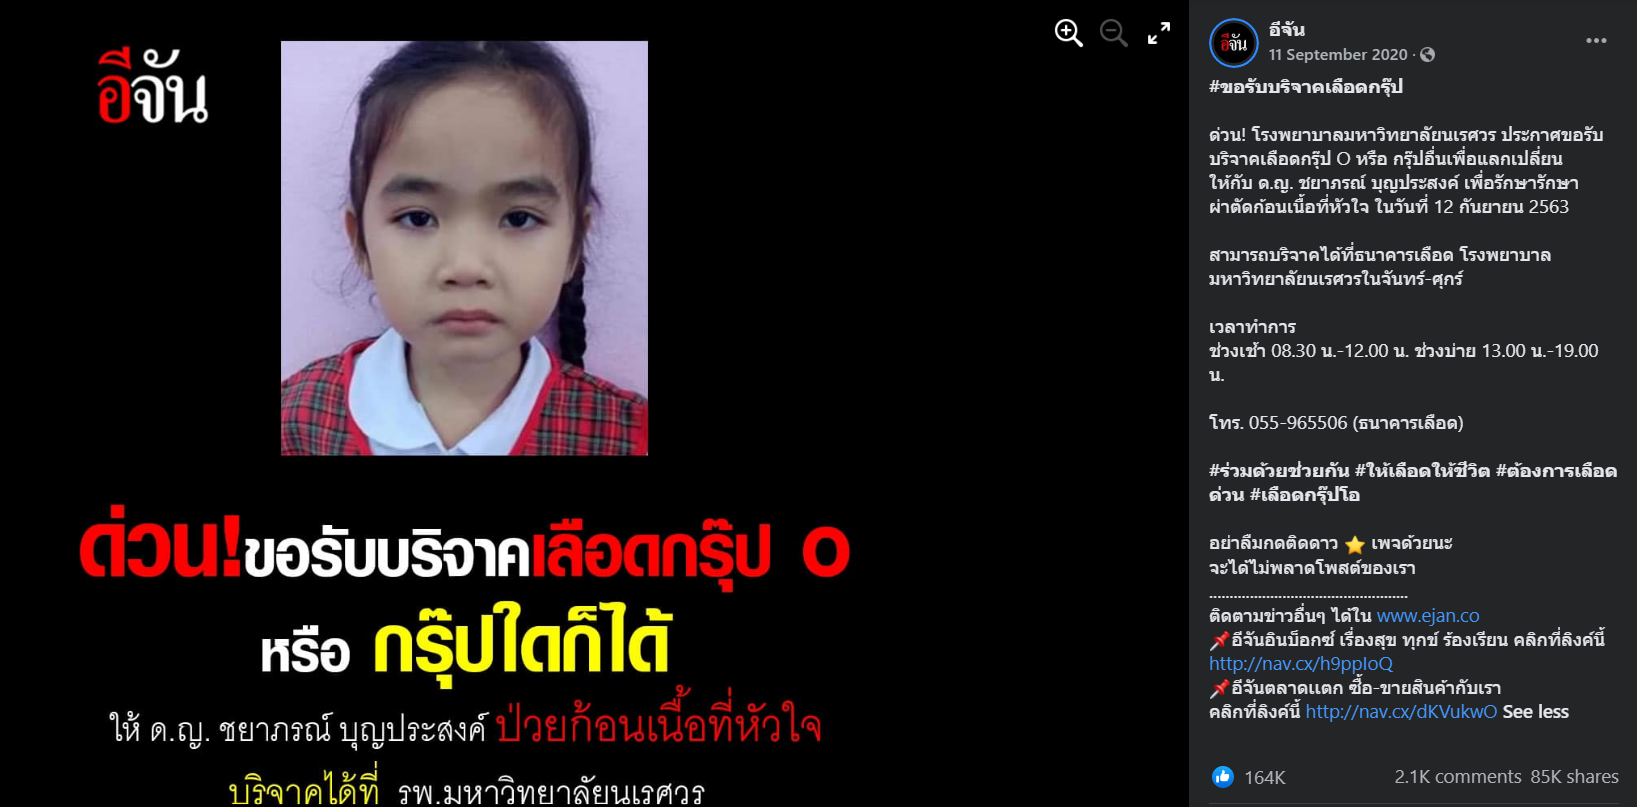 อีจัน
ด่วน!ขอรับบริจาคเลือดกรุ๊ป O
หรือ กรุ๊ปใดก็ได้
ให้ ด.ญ. ชยาภรณ์ บุญประสงค์ ป่วยก้อนเนื้อที่หัวใจ
บริจาคได้ที่ รพ.มหาวิทยาลัยนเรศวร
อีจัน
อีจัน
11 September 2020 ·
#ขอรับบริจาคเลือดกรุ๊ป
ด่วน! โรงพยาบาลมหาวิทยาลัยนเรศวร ประกาศขอรับ
บริจาคเลือดกรุ๊ป O หรือ กรุ๊ปอื่นเพื่อแลกเปลี่ยน
ให้กับ ด.ญ. ชยาภรณ์ บุญประสงค์ เพื่อรักษารักษา
ผ่าตัดก้อนเนื้อที่หัวใจ ในวันที่ 12 กันยายน 2563
สามารถบริจาคได้ที่ธนาคารเลือด โรงพยาบาล
มหาวิทยาลัยนเรศวรในจันทร์-ศุกร์
เวลาทำการ
ช่วงเช้า 08.30 น.-12.00 น. ช่วงบ่าย 13.00 น.-19.00
น.
โทร. 055-965506 (ธนาคารเลือด)
#ร่วมด้วยช่วยกัน #ให้เลือดให้ชีวิต #ต้องการเลือด
ด่วน #เลือดกรุ๊ปโอ
อย่าลืมกดติดดาว ⭐ เพจด้วยนะ
จะได้ไม่พลาดโพสต์ของเรา
.................................................
ติดตามข่าวอื่นๆ ได้ใน www.ejan.co
📌อีจันอินบ็อกซ์ เรื่องสุข ทุกข์ ร้องเรียน คลิกที่ลิงค์นี้
http://nav.cx/h9ppIoQ
📌อีจันตลาดแตก ซื้อ-ขายสินค้ากับเรา
คลิกที่ลิงค์นี้ http://nav.cx/dKVukwO See less
164K 2.1K comments 85K shares